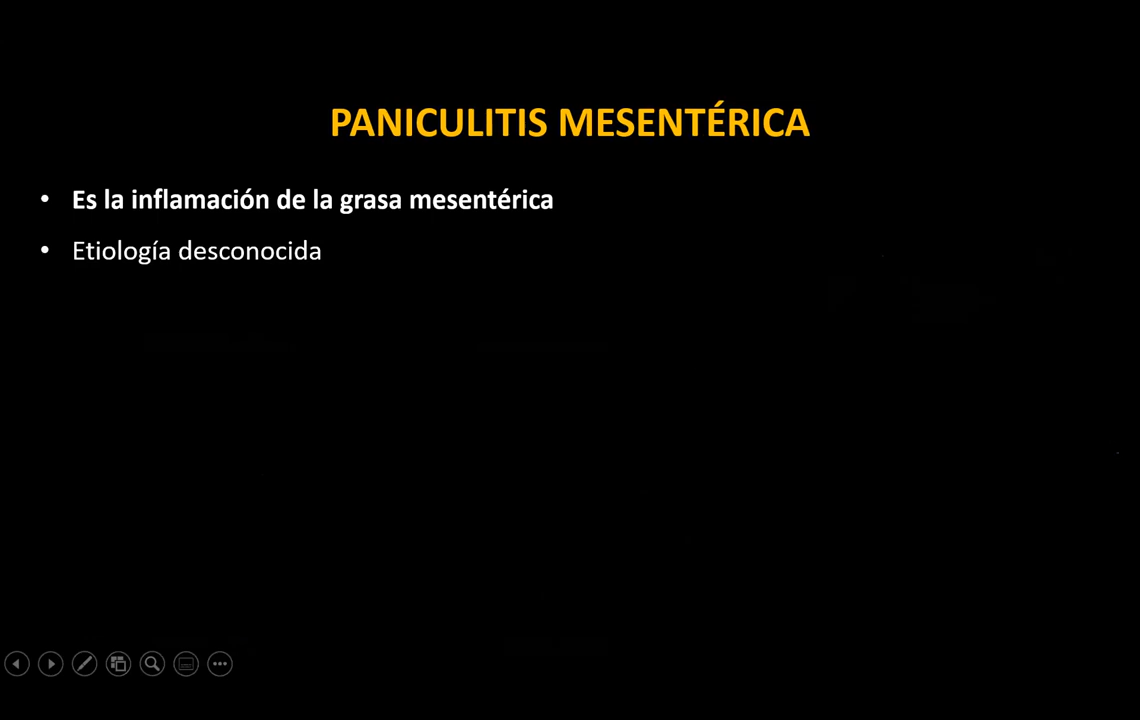 PANICULITIS MESENTÉRICA
• Es la inflamación de la grasa mesentérica
• Etiología desconocida